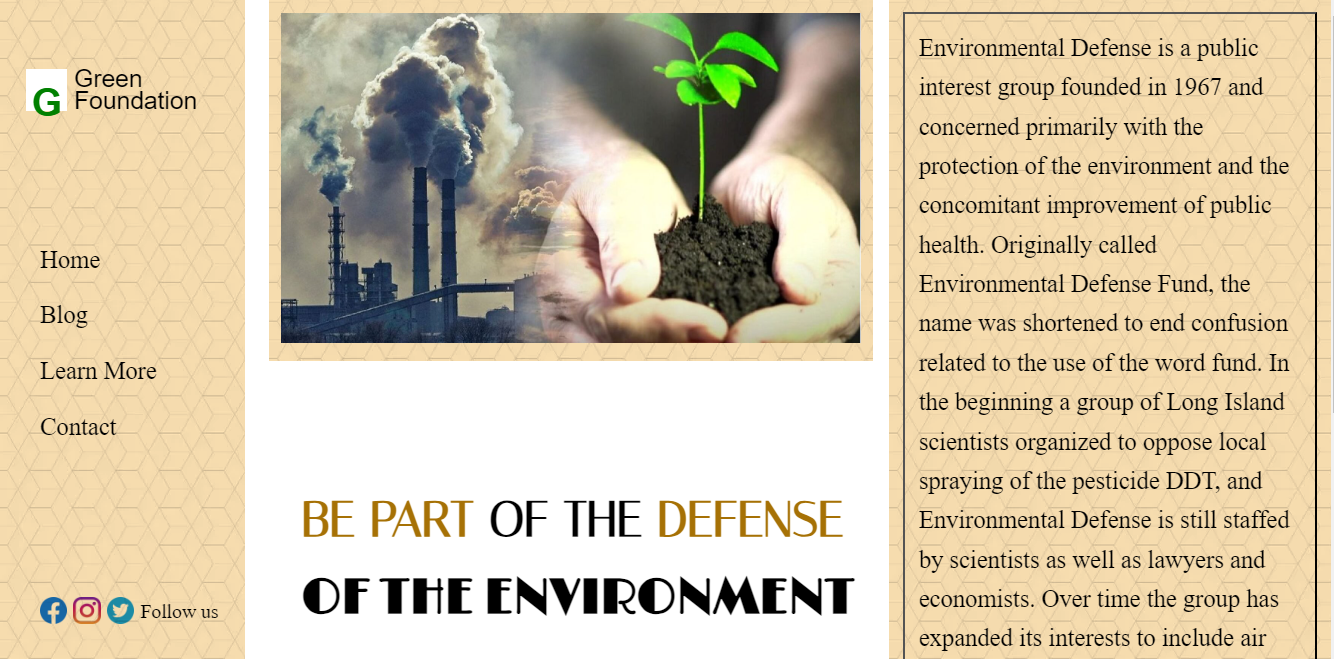 G
Green
Foundation
Home
Blog
Learn More
Contact
Follow us
BE PART OF THE DEFENSE
OF THE ENVIRONMENT
Environmental Defense is a public
interest group founded in 1967 and
concerned primarily with the
protection of the environment and the
concomitant improvement of public
health. Originally called
Environmental Defense Fund, the
name was shortened to end confusion
related to the use of the word fund. In
the beginning a group of Long Island
scientists organized to oppose local
spraying of the pesticide DDT, and
Environmental Defense is still staffed
by scientists as well as lawyers and
economists. Over time the group has
expanded its interests to include air